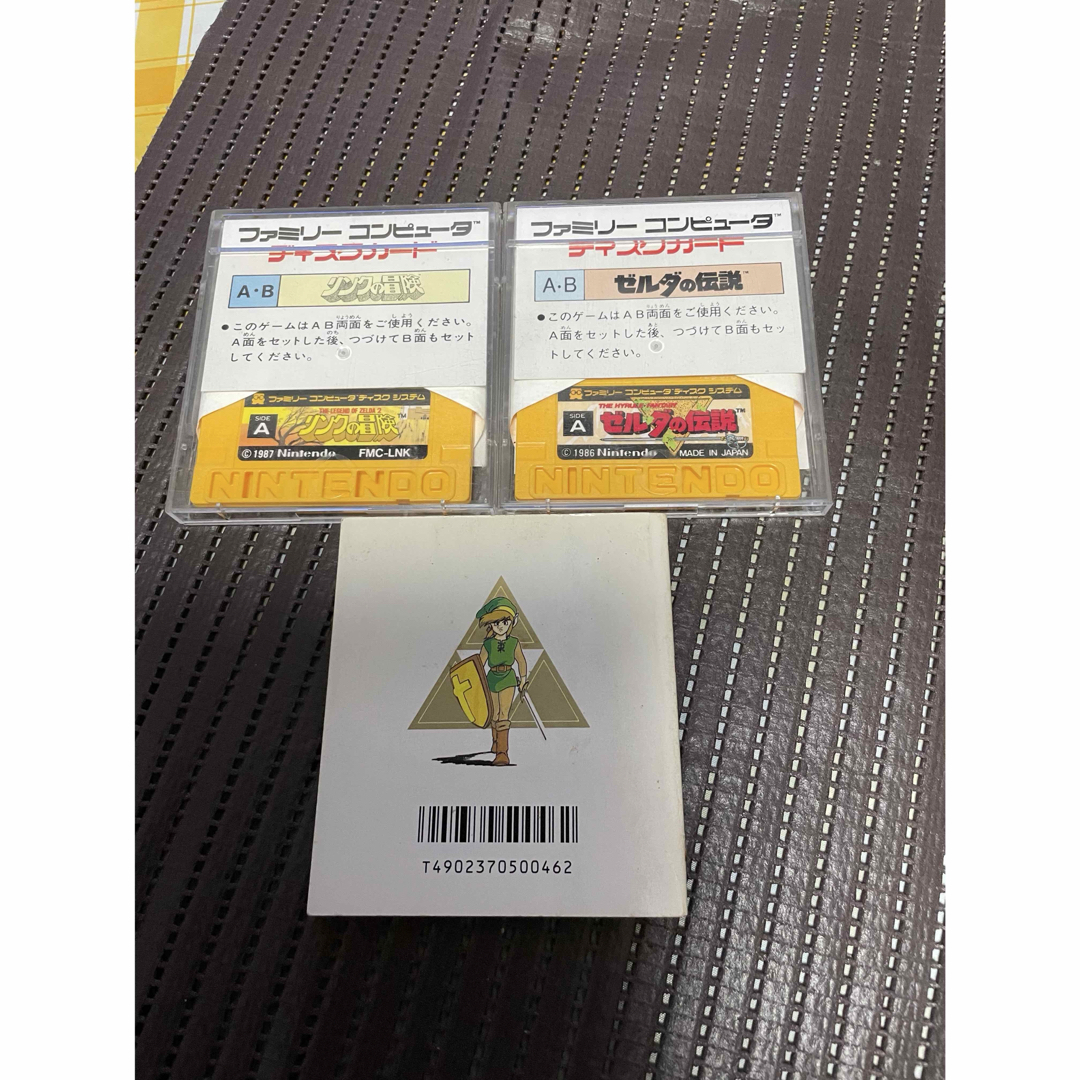 ファミリー コンピュータ™
ディスクカード
A・B リンクの冒険
●このゲームはAB両面をご使用ください。
A面をセットした後、つづけてB面もセット
してください。
ファミリー コンピュータ ディスク システム
SIDE A
THE LEGEND OF ZELDA 2
リンクの冒険™
©1987 Nintendo FMC-LNK
NINTENDO
ファミリー コンピュータ™
ディスクカード
A・B ゼルダの伝説™
●このゲームはAB両面をご使用ください。
A面をセットした後、つづけてB面もセッ
トしてください。
ファミリー コンピュータ ディスク システム
SIDE A
THE HYRULE FANTASY
ゼルダの伝説™
©1986 Nintendo MADE IN JAPAN
NINTENDO
T4902370500462